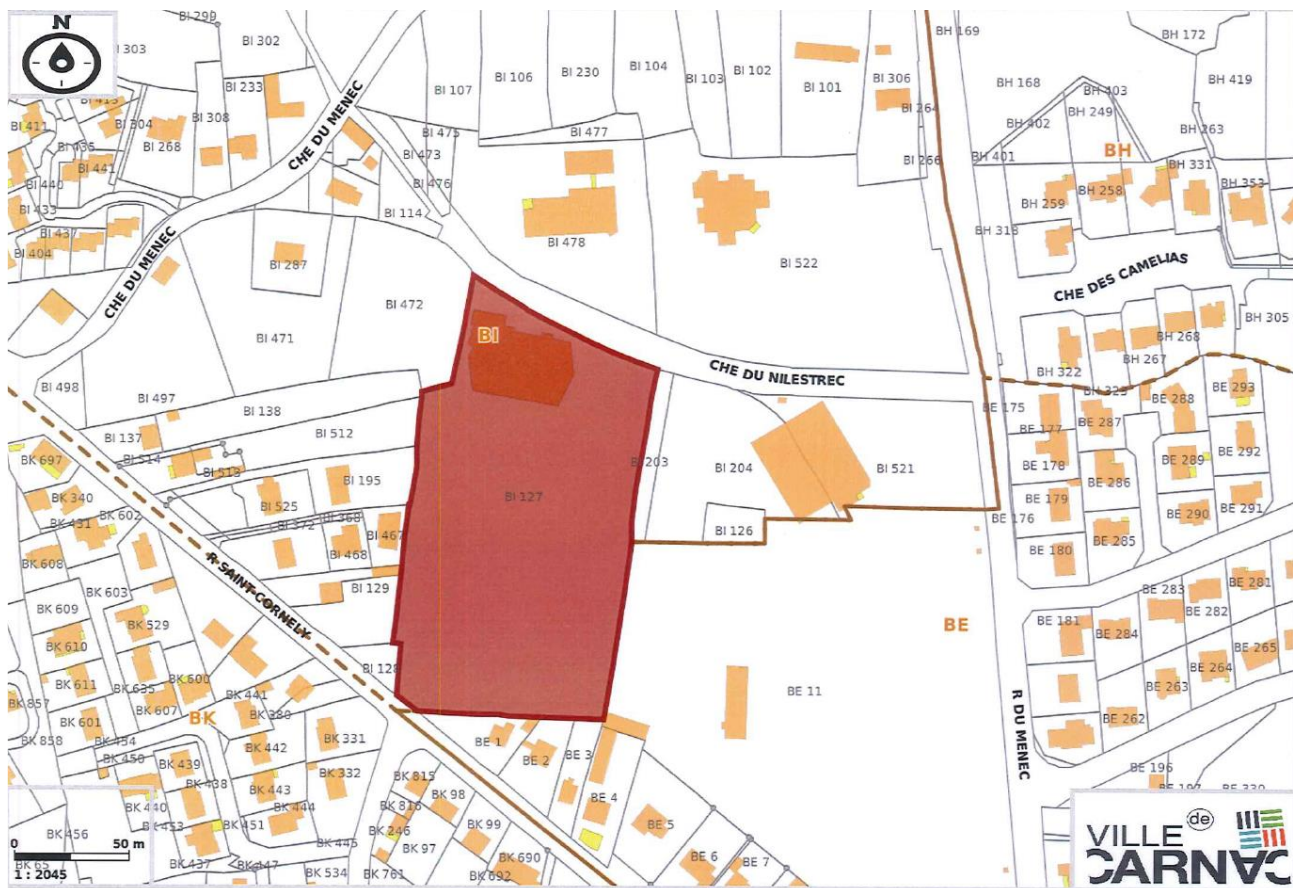 N
BI 299
BI 302
BI 303
BI 233
BI 107
BI 106
BI 230
BI 104
BI 103
BI 102
BI 101
BI 306
BI 264
BH 169
BH 172
BH 168
BH 403
BH 249
BH 419
BH 402
BH 263
BI 411
BI 304
BI 308
BI 435
BI 268
BI 441
BI 475
BI 477
BI 473
BI 476
BI 266
BH 401
BH
BH 331
BH 258
BH 353
BH 259
BI 440
BI 433
BI 404
CHE DU MENEC
BI 114
BI 478
BI 522
BH 318
CHE DES CAMELIAS
CHE DU MENEC
BI 287
BI 472
BI 471
BI
BH 305
BH 268
BH 267
BH 322
CHE DU NILESTREC
BI 498
BI 497
BI 138
BI 512
BI 137
BI 514
BI 513
BI 195
BI 525
BI 372
BI 368
BI 467
BI 468
BI 129
BI 128
BI 127
BI 203
BI 204
BI 521
BI 126
BE 175
BE 177
BE 287
BE 288
BE 293
BE 178
BE 286
BE 289
BE 292
BE 179
BE 290
BE 291
BE 176
BE 285
BE 180
BK 697
BK 340
BK 431
BK 602
BK 608
BK 603
BK 609
BK 529
BK 610
BK 611
BK 635
BK 600
BK 607
BK 601
BK 857
BK 858
BK 454
BK 450
BK
BK 441
BK 380
BK 442
BK 331
BK 332
BK 439
BK 438
BK 443
BK 444
BK 440
BK 453
BK 451
BK 445
BK 456
BK 437
BK 447
BK 534
R SAINT-CORNELY
BK 815
BK 816
BK 98
BK 246
BK 97
BK 99
BK 690
BK 692
BK 761
BE 1
BE 2
BE 3
BE 4
BE 5
BE 6
BE 7
BE 11
BE
R DU MENEC
BE 181
BE 283
BE 281
BE 282
BE 284
BE 265
BE 264
BE 263
BE 262
BE 196
0 50 m
1 : 2045
VILLE de
CARNAC